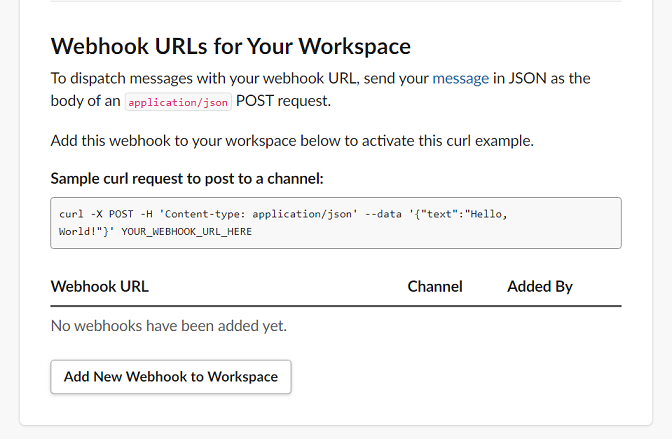 Webhook URLs for Your Workspace
To dispatch messages with your webhook URL, send your message in JSON as the
body of an application/json POST request.
Add this webhook to your workspace below to activate this curl example.
Sample curl request to post to a channel:
curl -X POST -H 'Content-type: application/json' --data '{"text":"Hello,
World!"}' YOUR_WEBHOOK_URL_HERE
Webhook URL Channel Added By
No webhooks have been added yet.
Add New Webhook to Workspace